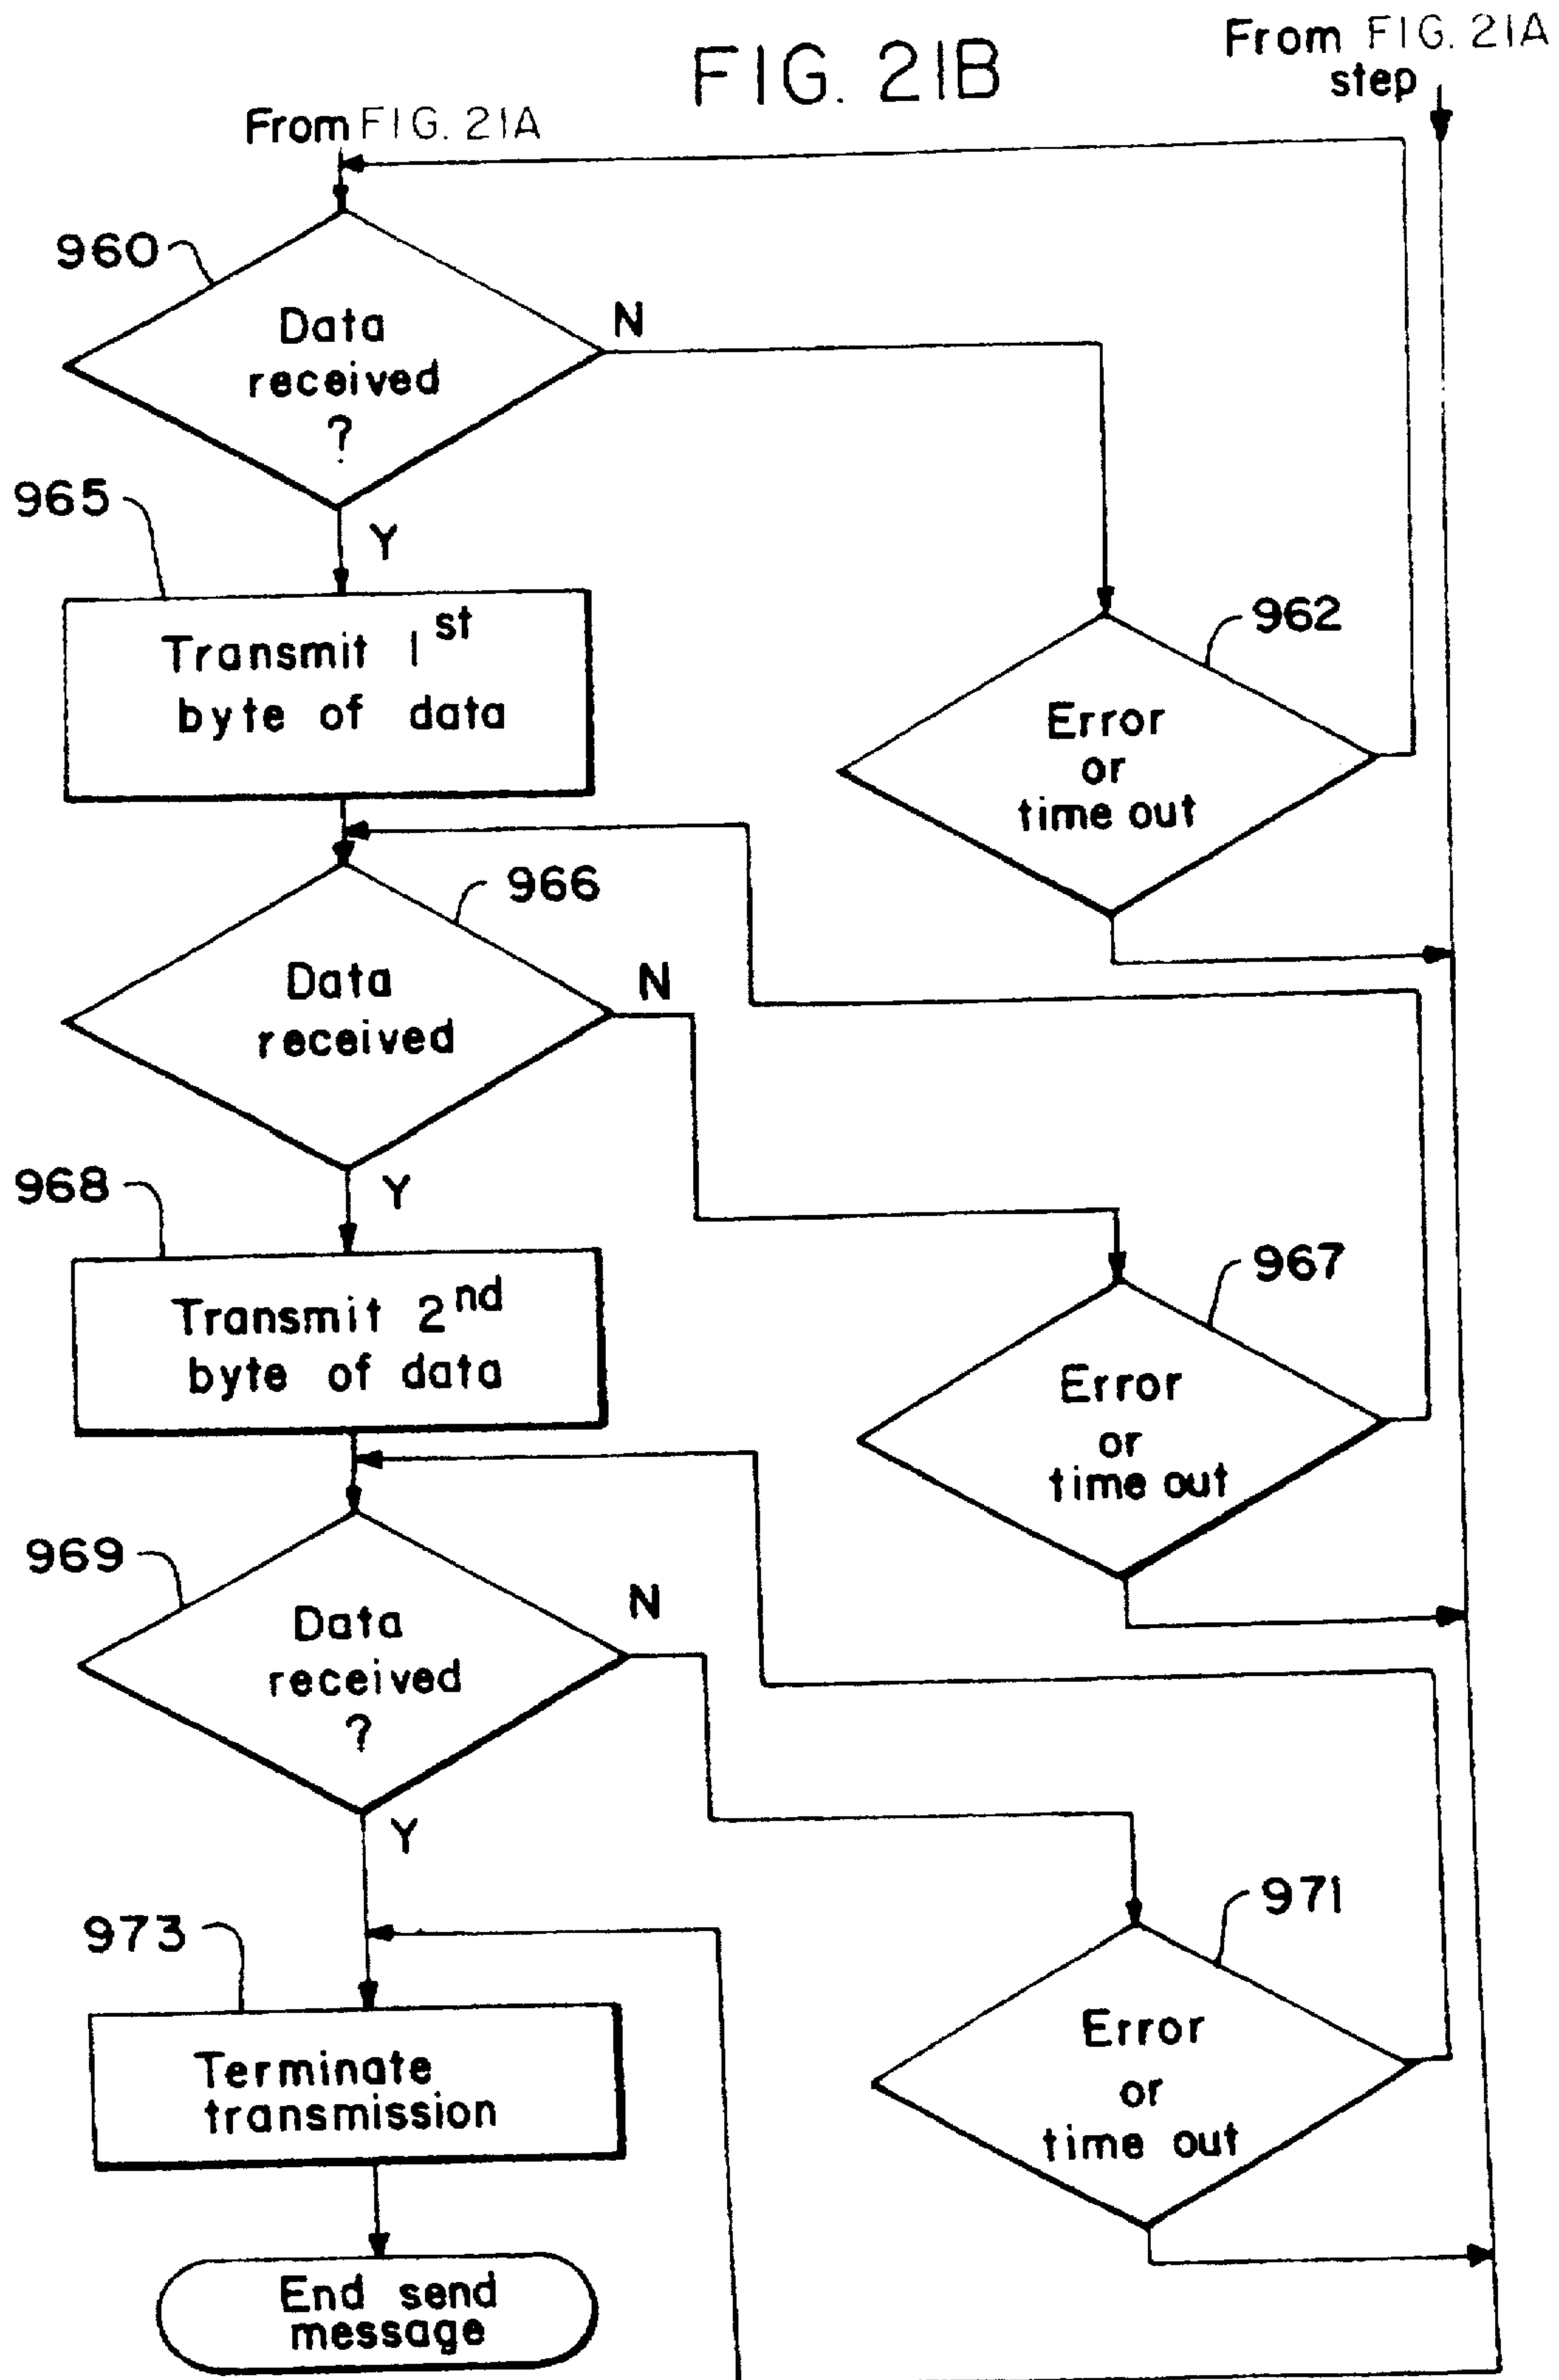 FIG. 21B
From FIG. 21A
step
From FIG. 21A
960
Data
received
?
N
Y
965
Transmit 1st
byte of data
962
Error
or
time out
966
Data
received
N
Y
968
Transmit 2nd
byte of data
967
Error
or
time out
969
Data
received
?
N
Y
971
Error
or
time out
973
Terminate
transmission
End send
message